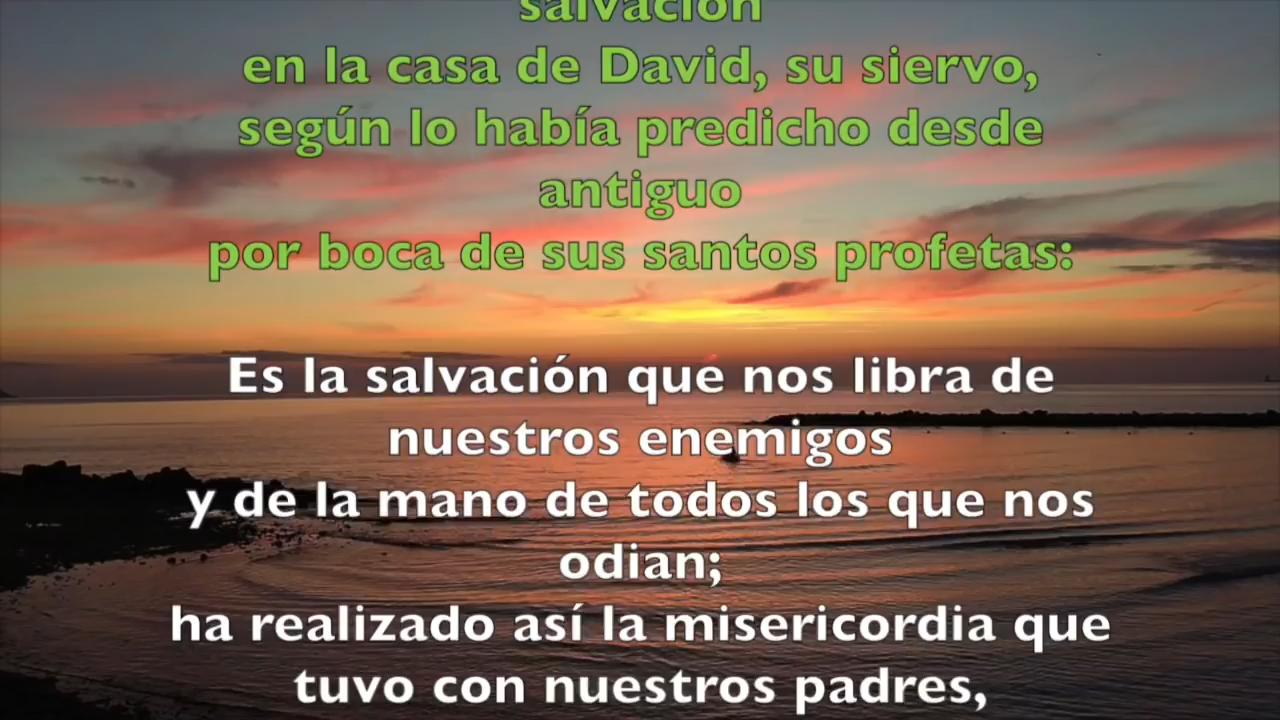 salvación
en la casa de David, su siervo,
según lo había predicho desde
antiguo
por boca de sus santos profetas:
Es la salvación que nos libra de
nuestros enemigos
y de la mano de todos los que nos
odian;
ha realizado así la misericordia que
tuvo con nuestros padres,